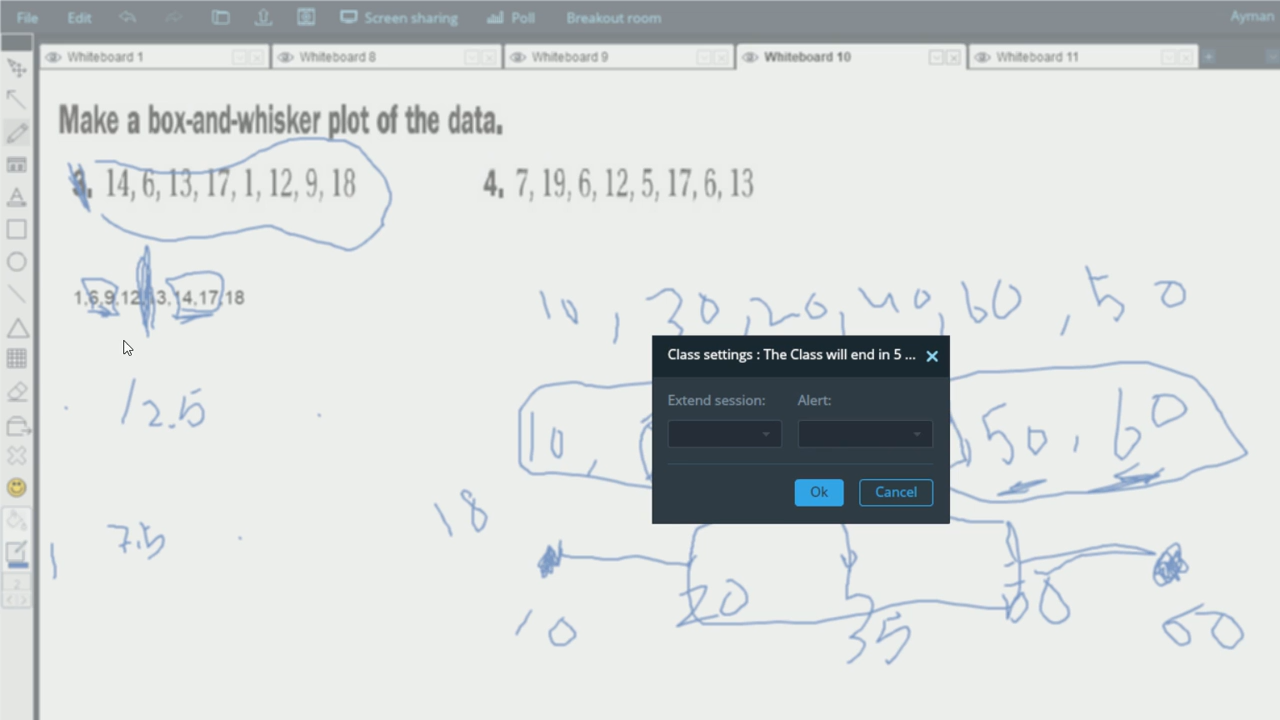 File Edit Screen sharing Poll Breakout room Ayman
Whiteboard 1 Whiteboard 8 Whiteboard 9 Whiteboard 10 Whiteboard 11
Make a box-and-whisker plot of the data.
3. 14, 6, 13, 17, 1, 12, 9, 18
4. 7, 19, 6, 12, 5, 17, 6, 13
1,6,9,12,13,14,17,18
10, 30, 20, 40, 60, 50
Class settings : The Class will end in 5 ...
Extend session: Alert:
Ok Cancel
10, 50, 60
12.5
18
7.5
1
20 35
10 60
2